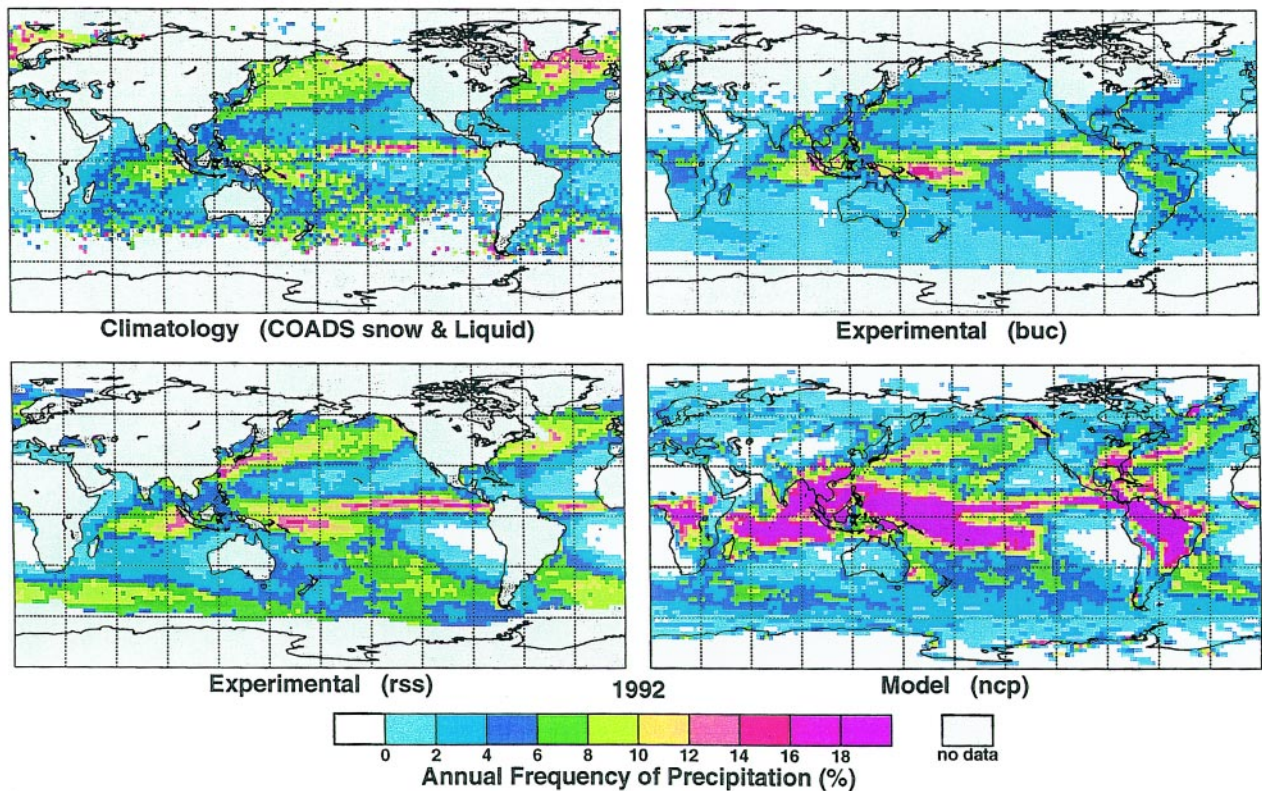 Climatology (COADS snow & Liquid)
Experimental (buc)
Experimental (rss)
1992
Model (ncp)
0 2 4 6 8 10 12 14 16 18
no data
Annual Frequency of Precipitation (%)